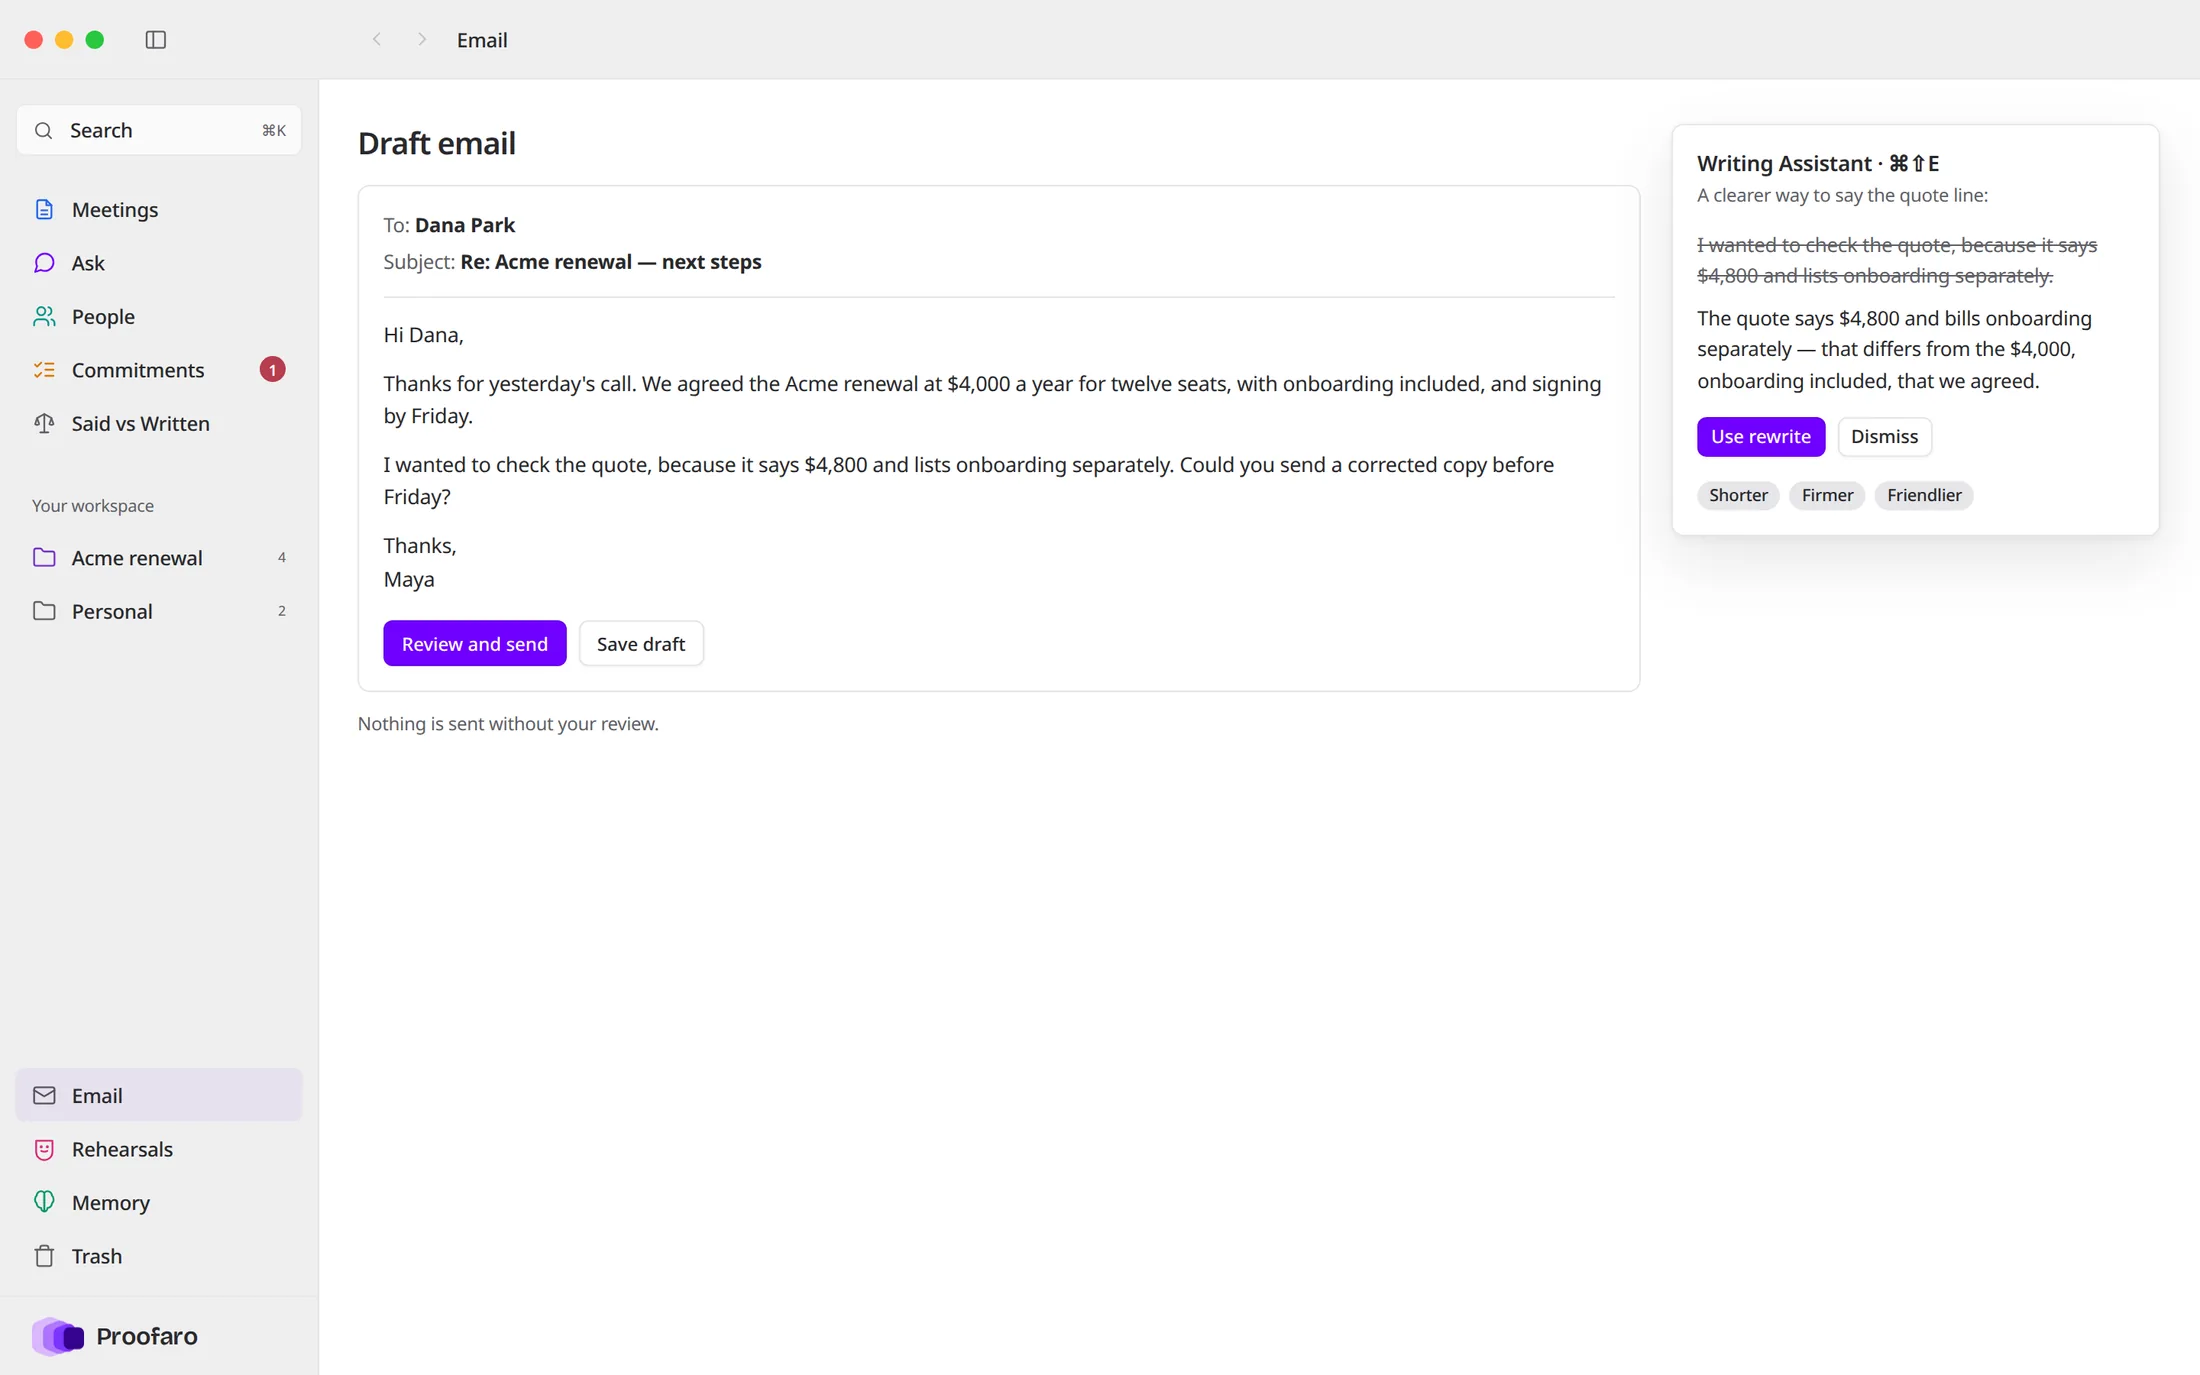 Email
Search ⌘K
Meetings
Ask
People
Commitments 1
Said vs Written
Your workspace
Acme renewal 4
Personal 2
Email
Rehearsals
Memory
Trash
Proofaro
Draft email
To: Dana Park
Subject: Re: Acme renewal — next steps
Hi Dana,
Thanks for yesterday's call. We agreed the Acme renewal at $4,000 a year for twelve seats, with onboarding included, and signing
by Friday.
I wanted to check the quote, because it says $4,800 and lists onboarding separately. Could you send a corrected copy before
Friday?
Thanks,
Maya
Review and send Save draft
Nothing is sent without your review.
Writing Assistant · ⌘⇧E
A clearer way to say the quote line:
I wanted to check the quote, because it says
$4,800 and lists onboarding separately.
The quote says $4,800 and bills onboarding
separately — that differs from the $4,000,
onboarding included, that we agreed.
Use rewrite Dismiss
Shorter Firmer Friendlier